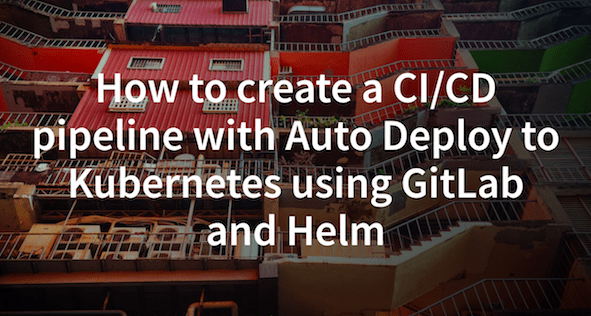 How to create a CI/CD
pipeline with Auto Deploy to
Kubernetes using GitLab
and Helm